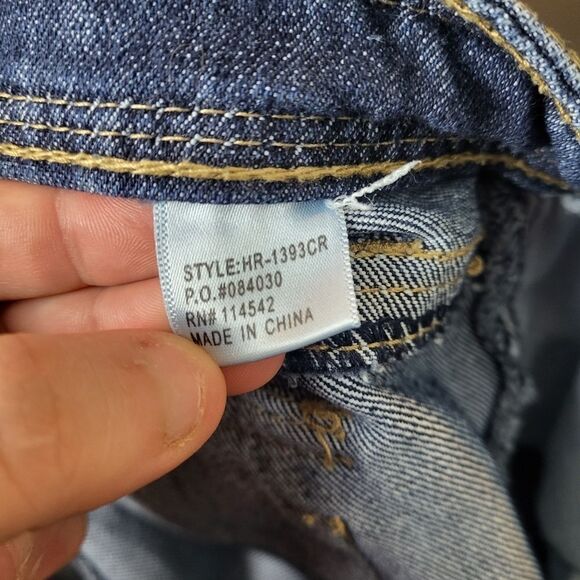 STYLE:HR-1393CR
P.O.#084030
RN# 114542
MADE IN CHINA